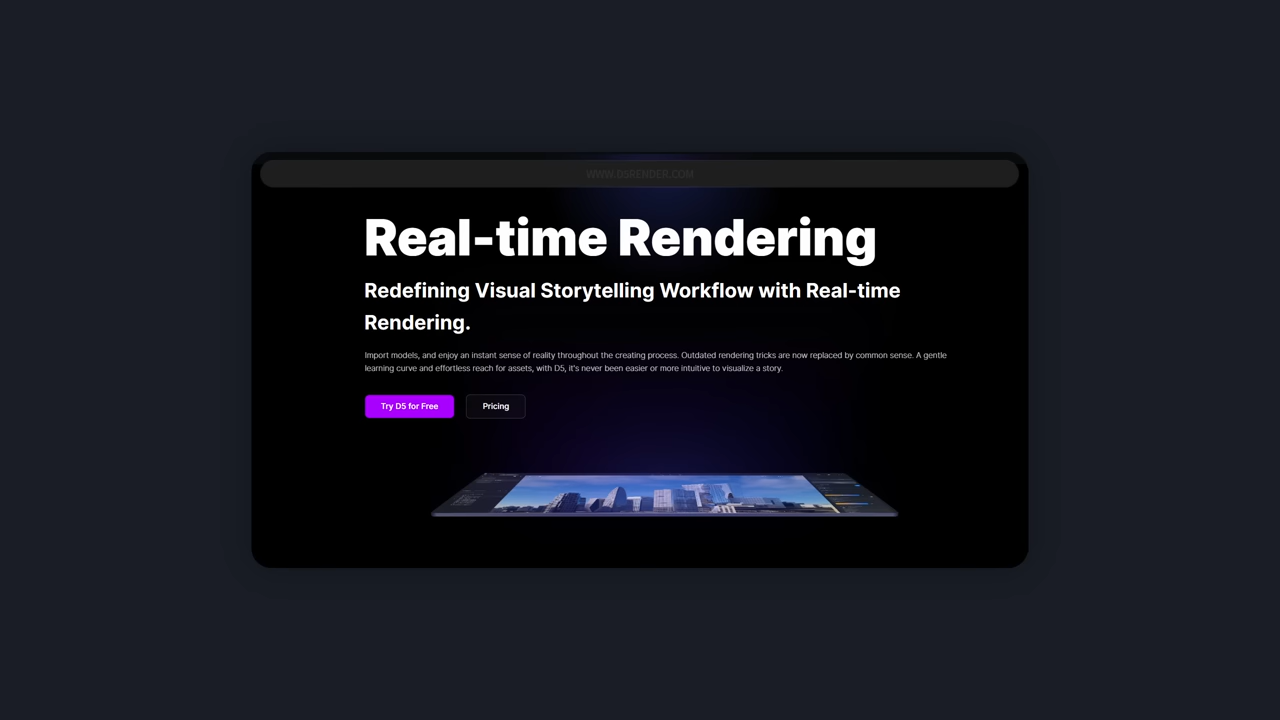 WWW.D5RENDER.COM
Real-time Rendering
Redefining Visual Storytelling Workflow with Real-time
Rendering.
Import models, and enjoy an instant sense of reality throughout the creating process. Outdated rendering tricks are now replaced by common sense. A gentle
learning curve and effortless reach for assets, with D5, it's never been easier or more intuitive to visualize a story.
Try D5 for Free
Pricing